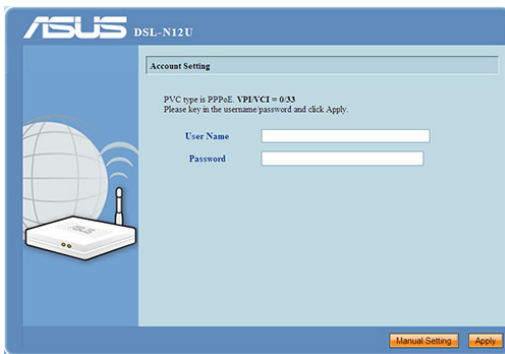 ASUS DSL-N12U
Account Setting
PVC type is PPPoE. VPI/VCI = 0/33
Please key in the username/password and click Apply.
User Name
Password
ASUS
Manual Setting Apply